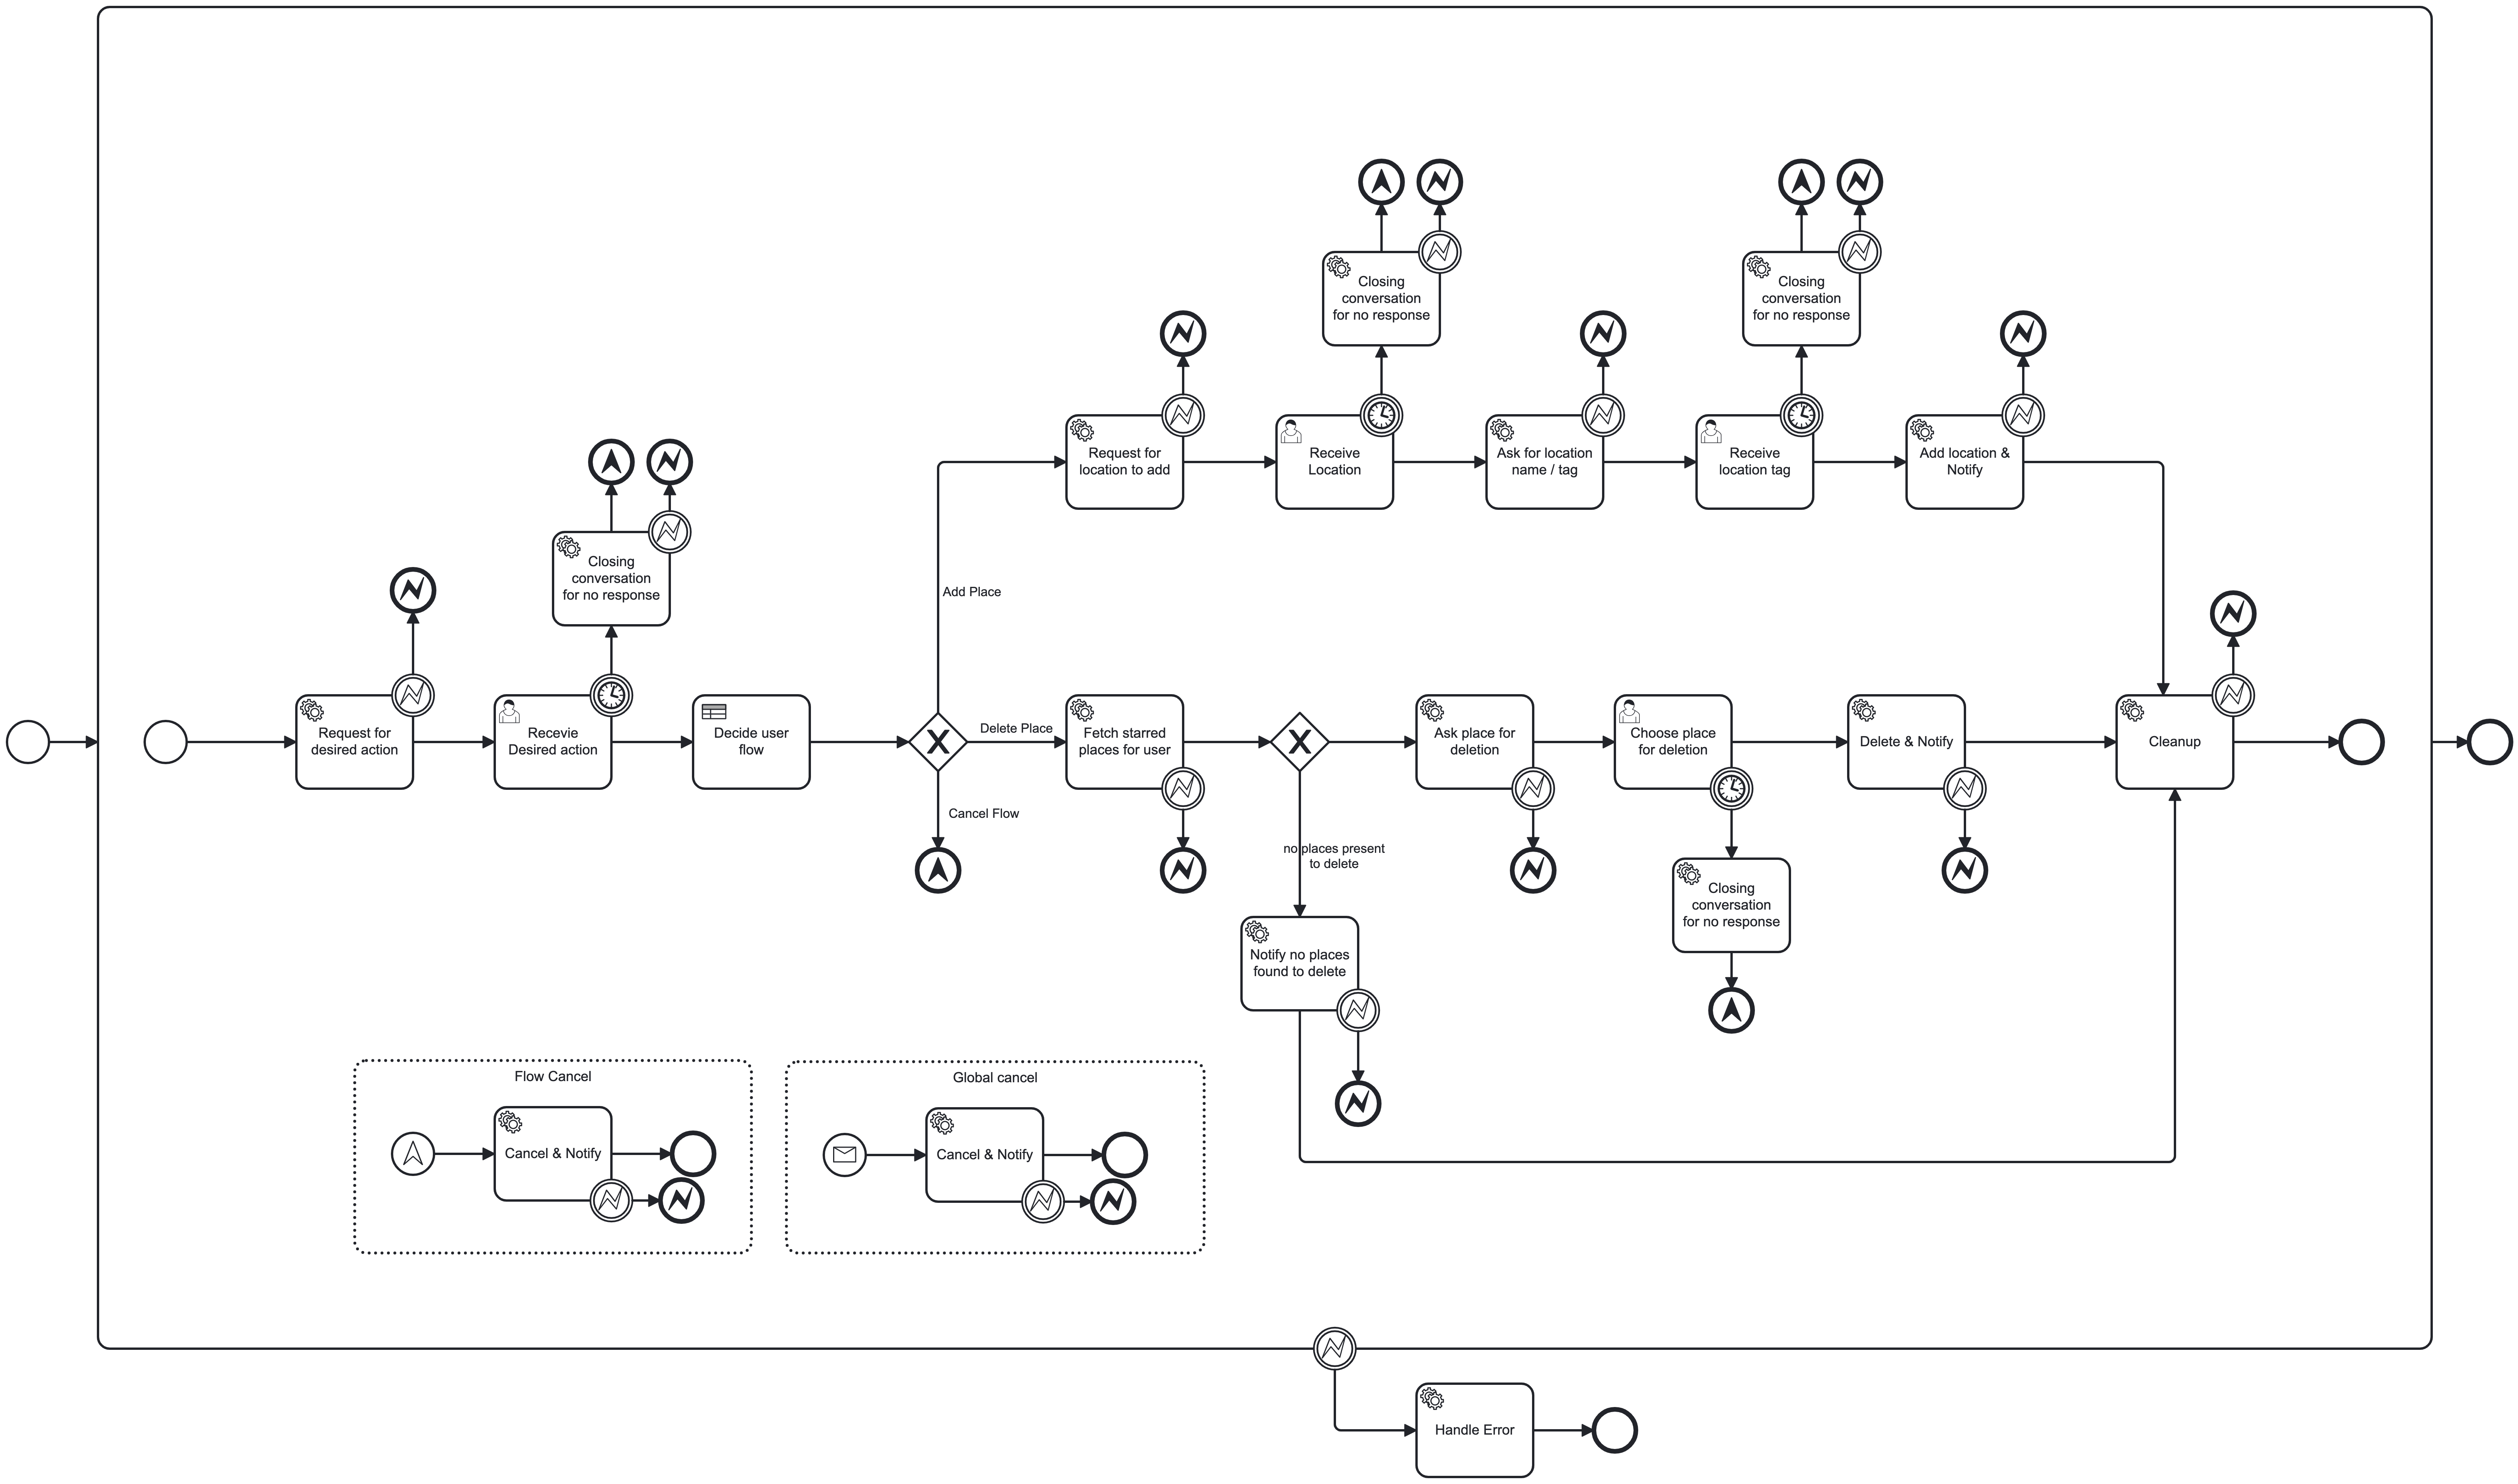 Closing
conversation
for no response
Closing
conversation
for no response
Request for
location to add
Receive
Location
Ask for location
name / tag
Receive
location tag
Add location &
Notify
Closing
conversation
for no response
Add Place
Request for
desired action
Recevie
Desired action
Decide user
flow
Delete Place
Fetch starred
places for user
Ask place for
deletion
Choose place
for deletion
Delete & Notify
Cleanup
Cancel Flow
no places present
to delete
Closing
conversation
for no response
Notify no places
found to delete
Flow Cancel
Cancel & Notify
Global cancel
Cancel & Notify
Handle Error